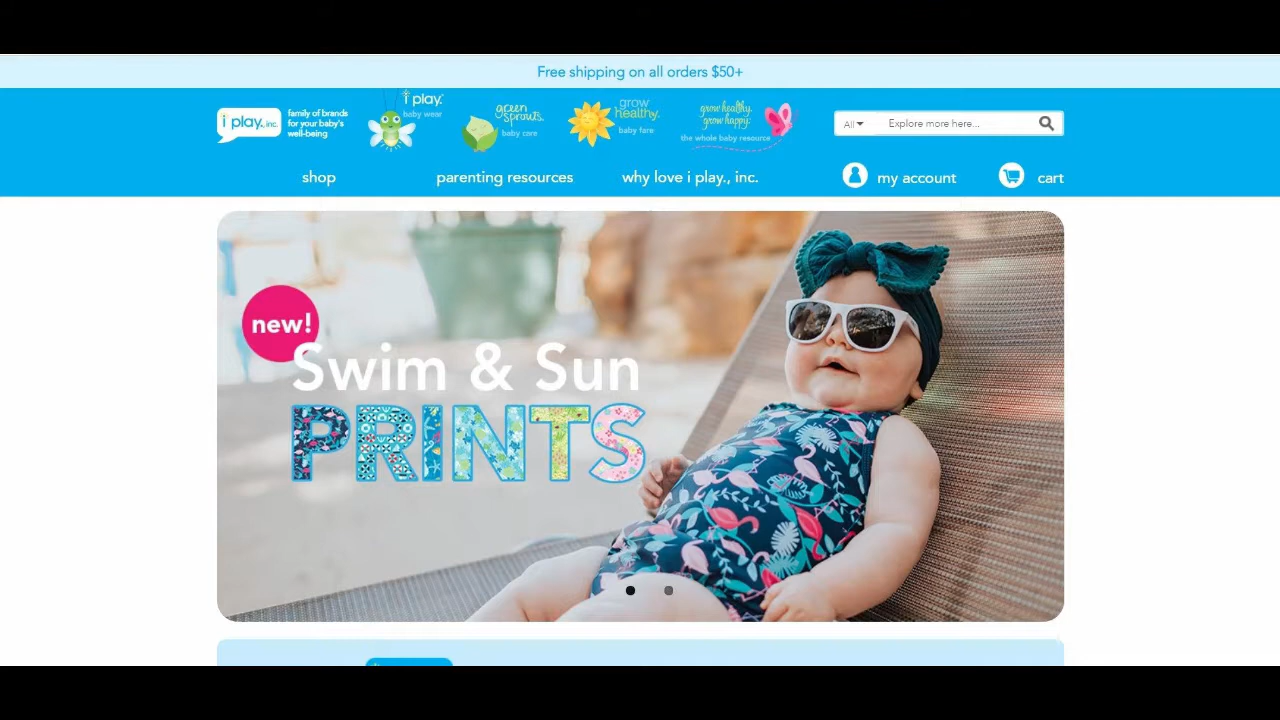 Free shipping on all orders $50+
i play., inc.
family of brands
for your baby's
well-being
i play.
baby wear
green
sprouts.
baby care
grow
healthy.
baby fare
grow healthy.
grow happy.
the whole baby resource
All
Explore more here...
shop
parenting resources
why love i play., inc.
my account
cart
new!
Swim & Sun
PRINTS